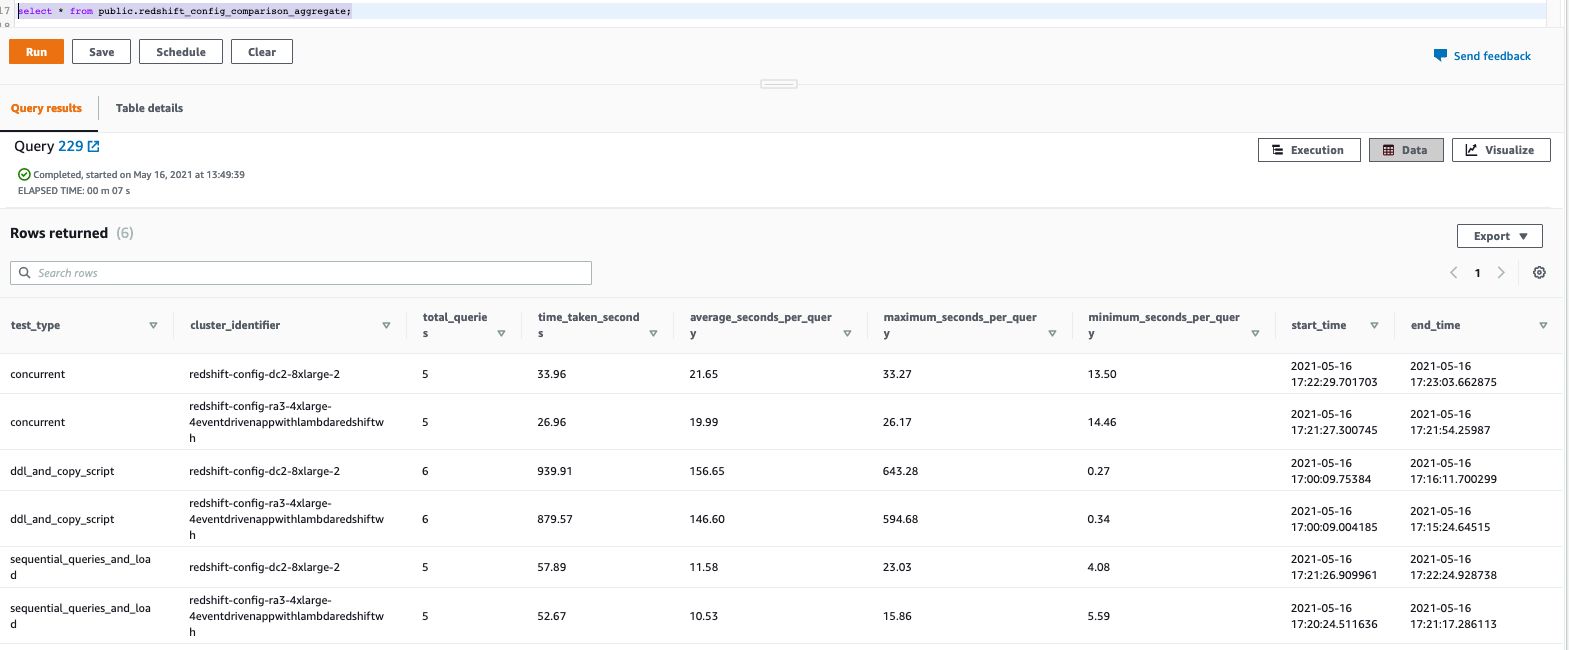 17 select * from public.redshift_config_comparison_aggregate;
18
Run Save Schedule Clear
Send feedback
Query results Table details
Query 229
Execution Data Visualize
Completed, started on May 16, 2021 at 13:49:39
ELAPSED TIME: 00 m 07 s
Rows returned (6)
Export
Search rows
1
test_type cluster_identifier total_querie time_taken_second average_seconds_per_quer maximum_seconds_per_quer minimum_seconds_per_quer start_time end_time
s s y y y
concurrent redshift-config-dc2-8xlarge-2 5 33.96 21.65 33.27 13.50 2021-05-16 2021-05-16
17:22:29.701703 17:23:03.662875
redshift-config-ra3-4xlarge-
concurrent 4eventdrivenappwithlambdaredshiftw 5 26.96 19.99 26.17 14.46 2021-05-16 2021-05-16
h 17:21:27.300745 17:21:54.25987
ddl_and_copy_script redshift-config-dc2-8xlarge-2 6 939.91 156.65 643.28 0.27 2021-05-16 2021-05-16
17:00:09.75384 17:16:11.700299
redshift-config-ra3-4xlarge-
ddl_and_copy_script 4eventdrivenappwithlambdaredshiftw 6 879.57 146.60 594.68 0.34 2021-05-16 2021-05-16
h 17:00:09.004185 17:15:24.64515
sequential_queries_and_loa redshift-config-dc2-8xlarge-2 5 57.89 11.58 23.03 4.08 2021-05-16 2021-05-16
d 17:21:26.909961 17:22:24.928738
redshift-config-ra3-4xlarge-
sequential_queries_and_loa 4eventdrivenappwithlambdaredshiftw 5 52.67 10.53 15.86 5.59 2021-05-16 2021-05-16
d h 17:20:24.511636 17:21:17.286113